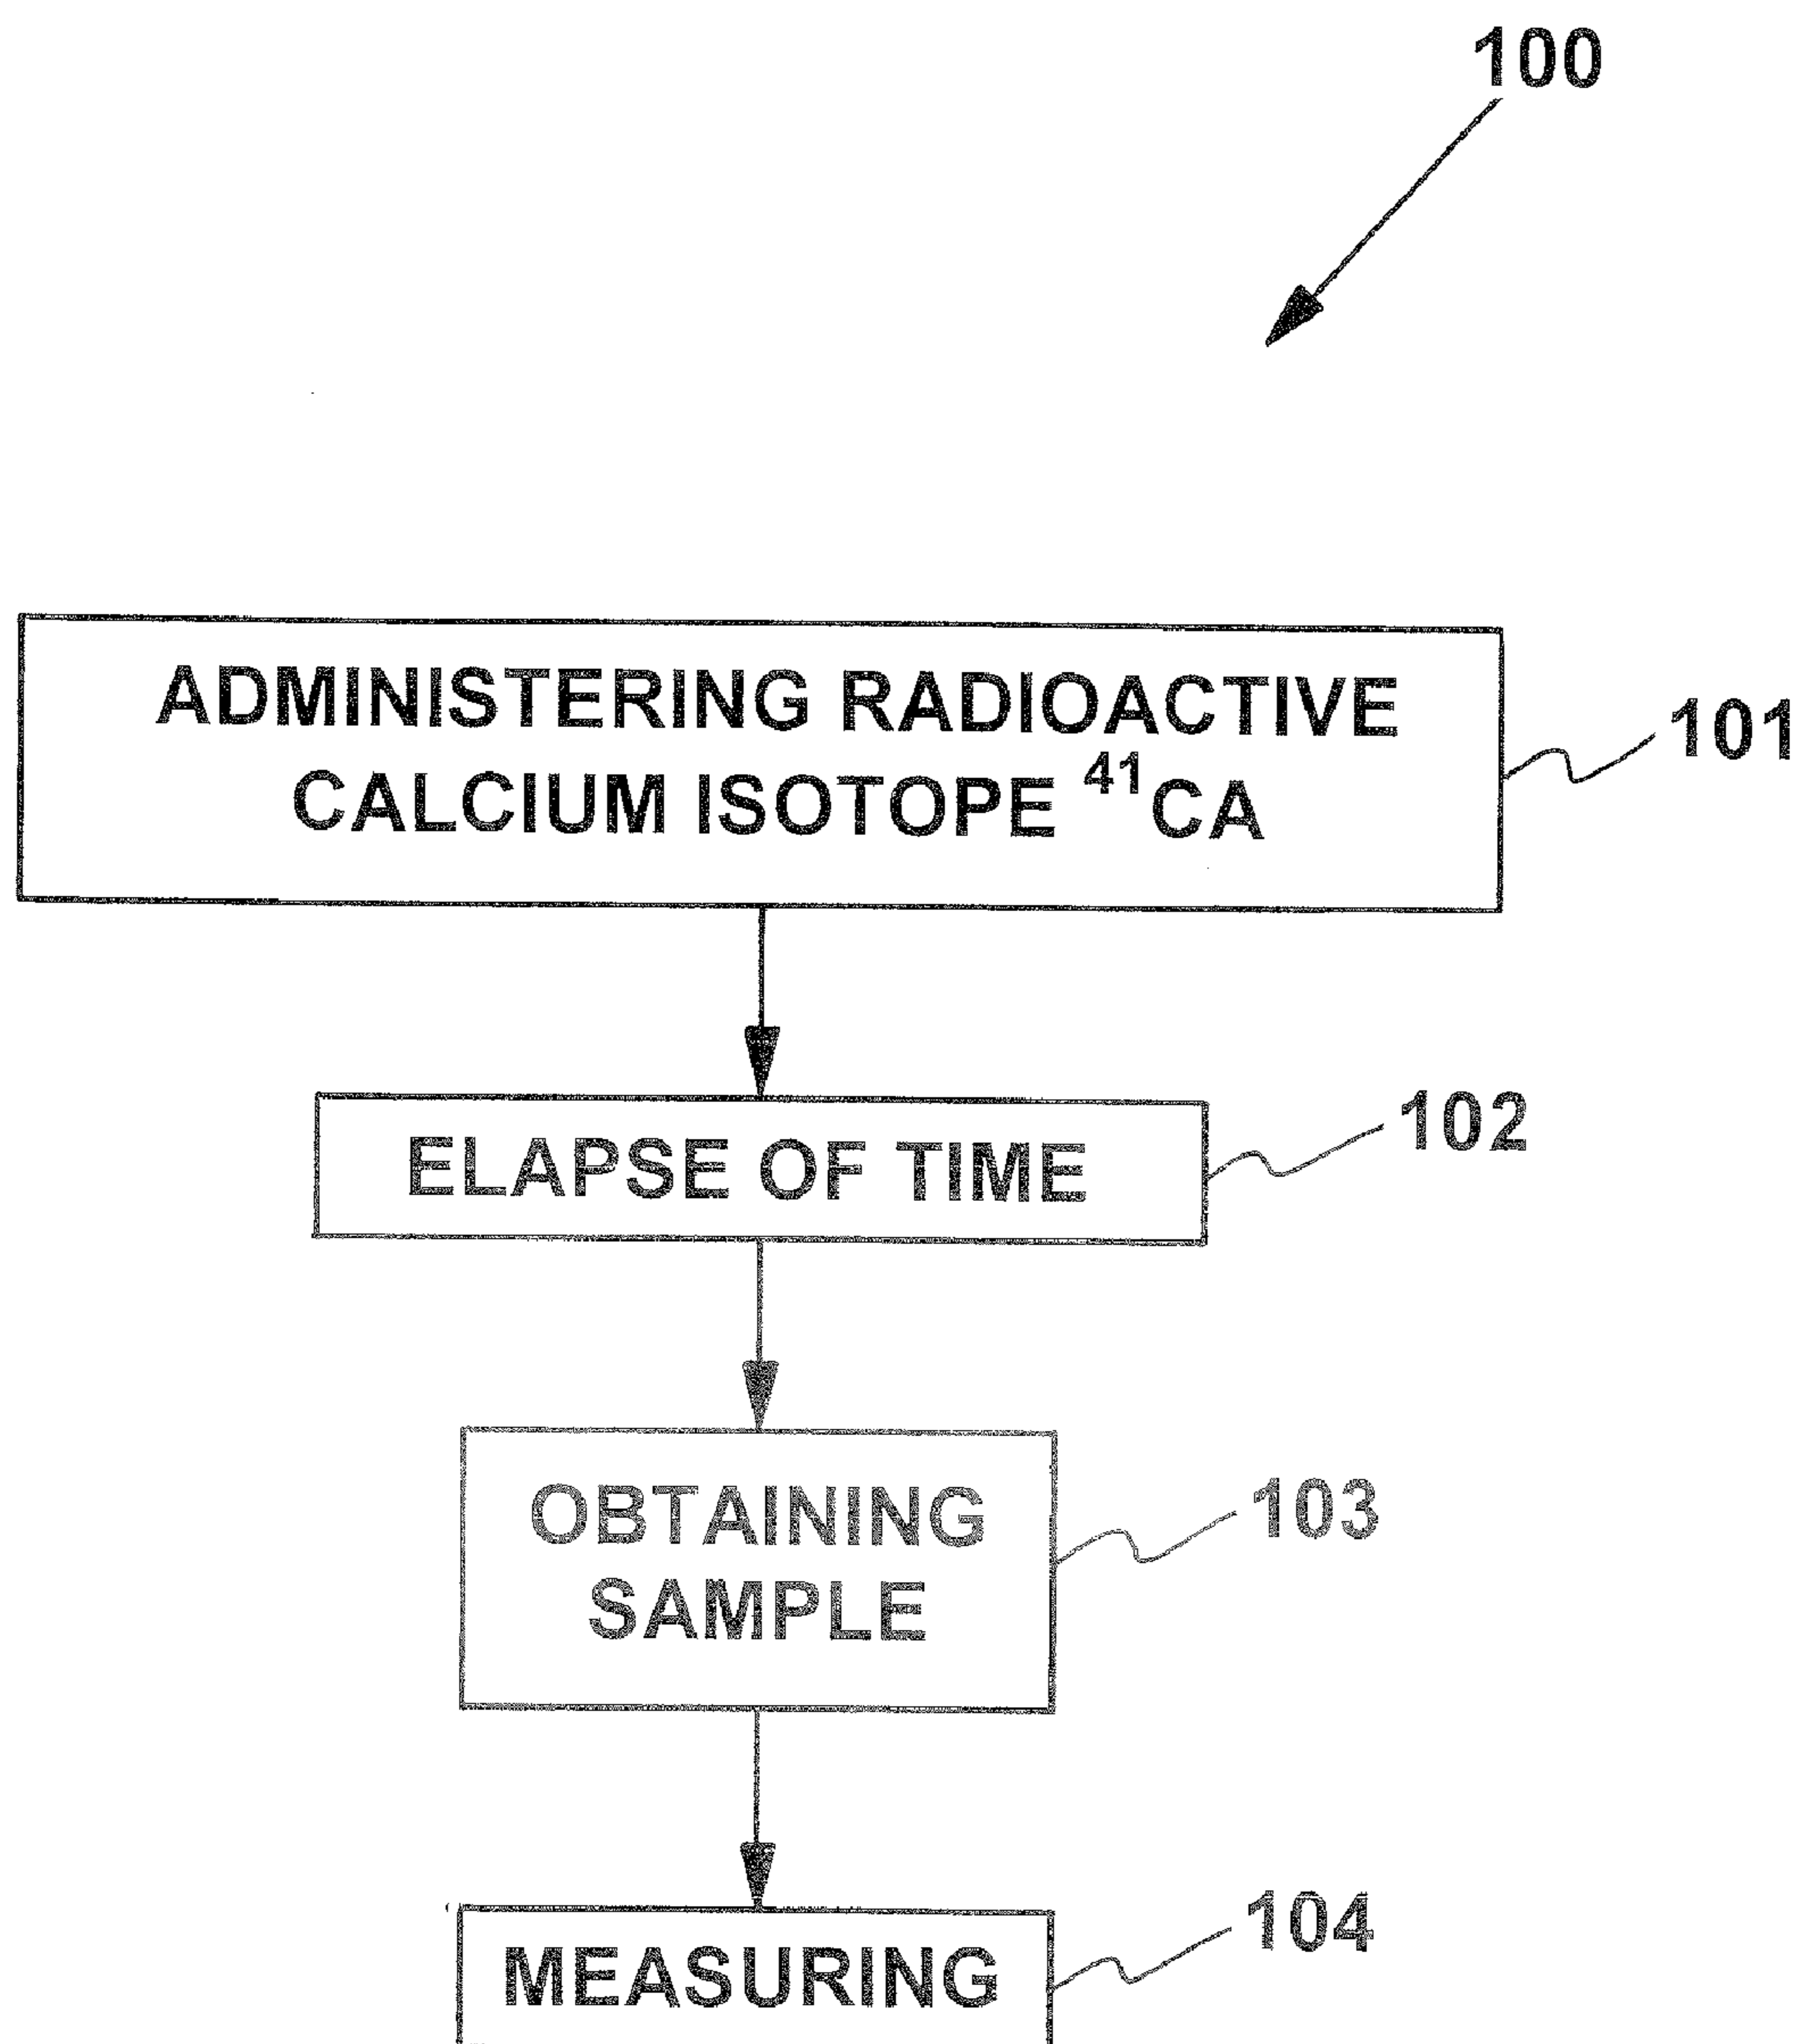 100
ADMINISTERING RADIOACTIVE
CALCIUM ISOTOPE ⁴¹CA
101
ELAPSE OF TIME
102
OBTAINING
SAMPLE
103
MEASURING
104